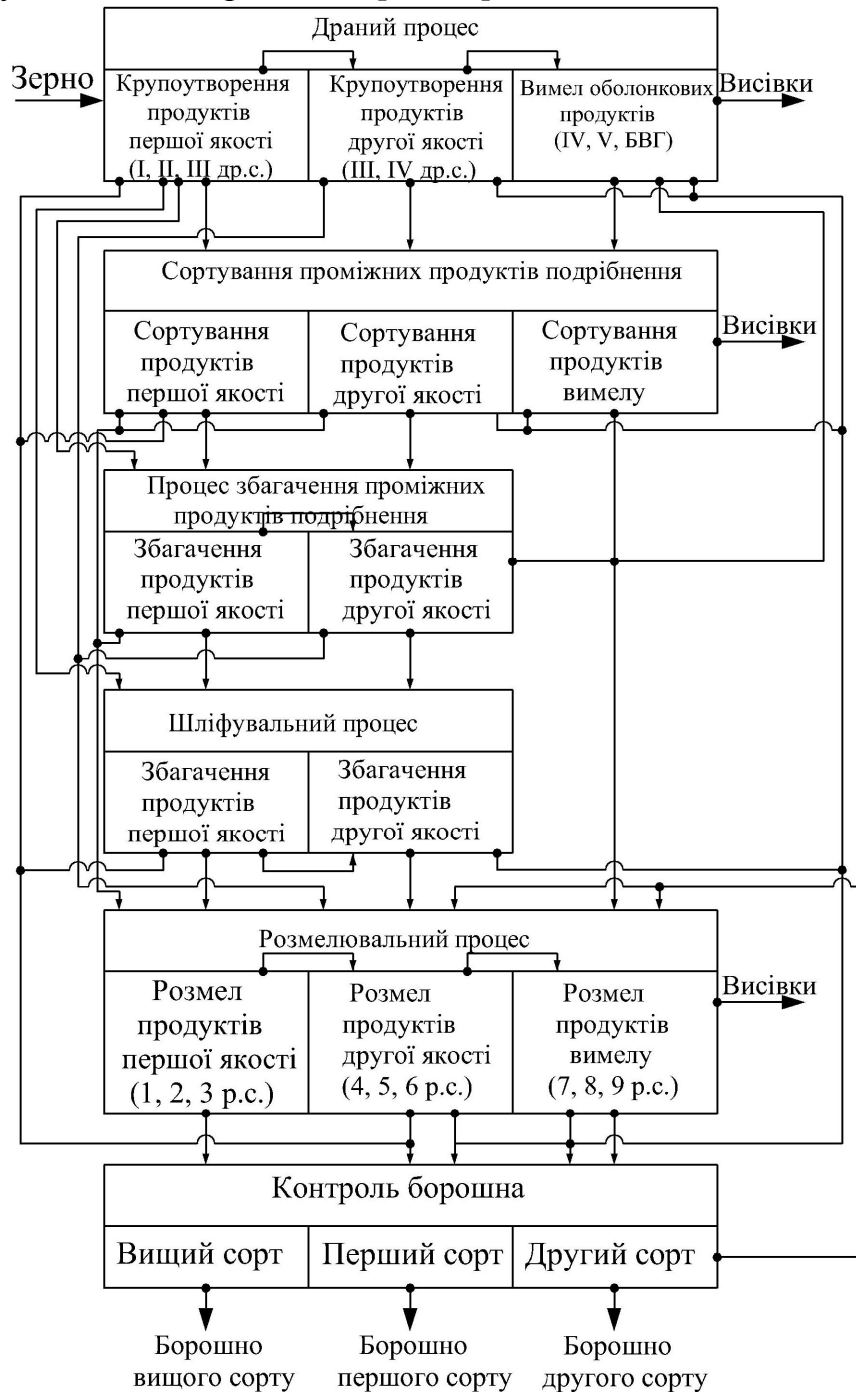 Драний процес
Зерно
Крупоутворення
продуктів
першої якості
(I, II, III др.с.)
Крупоутворення
продуктів
другої якості
(III, IV др.с.)
Вимел оболонкових
продуктів
(IV, V, БВГ)
Висівки
Сортування проміжних продуктів подрібнення
Сортування
продуктів
першої якості
Сортування
продуктів
другої якості
Сортування
продуктів
вимелу
Висівки
Процес збагачення проміжних
продуктів подрібнення
Збагачення
продуктів
першої якості
Збагачення
продуктів
другої якості
Шліфувальний процес
Збагачення
продуктів
першої якості
Збагачення
продуктів
другої якості
Розмелювальний процес
Розмел
продуктів
першої якості
(1, 2, 3 р.с.)
Розмел
продуктів
другої якості
(4, 5, 6 р.с.)
Розмел
продуктів
вимелу
(7, 8, 9 р.с.)
Висівки
Контроль борошна
Вищий сорт
Перший сорт
Другий сорт
Борошно
вищого сорту
Борошно
першого сорту
Борошно
другого сорту